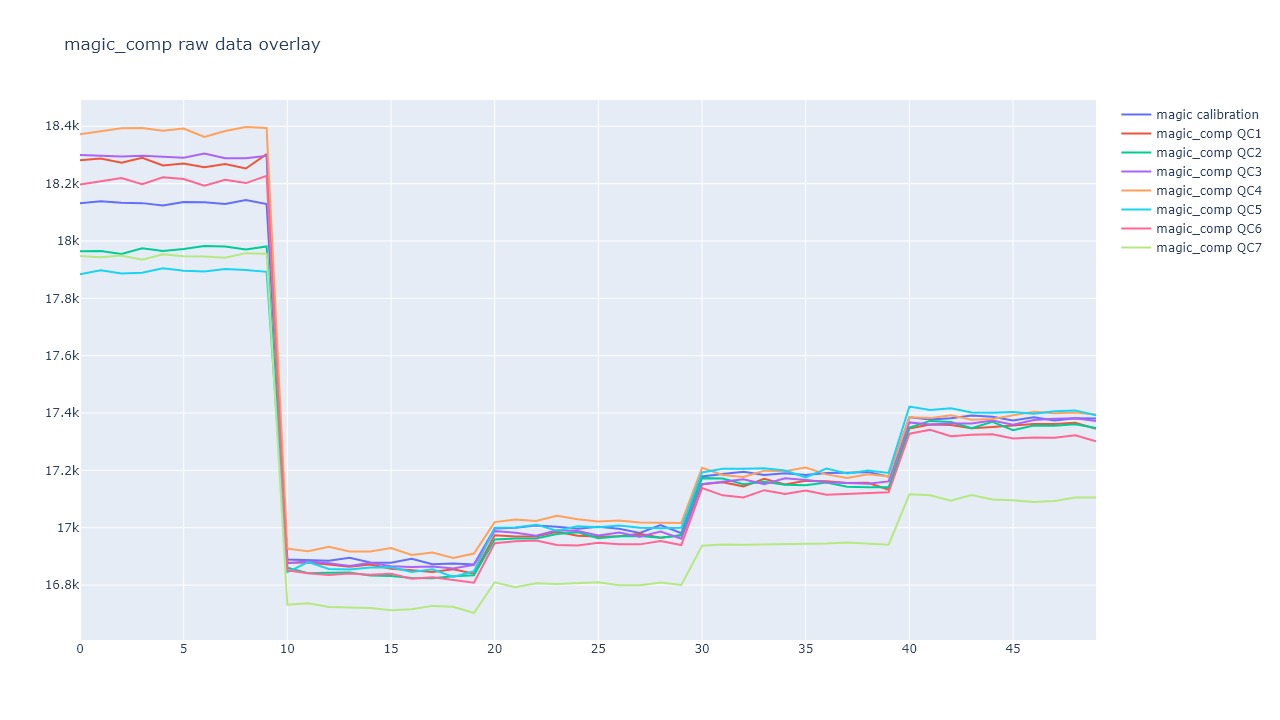 magic_comp raw data overlay
18.4k
18.2k
18k
17.8k
17.6k
17.4k
17.2k
17k
16.8k
0 5 10 15 20 25 30 35 40 45
magic calibration
magic_comp QC1
magic_comp QC2
magic_comp QC3
magic_comp QC4
magic_comp QC5
magic_comp QC6
magic_comp QC7